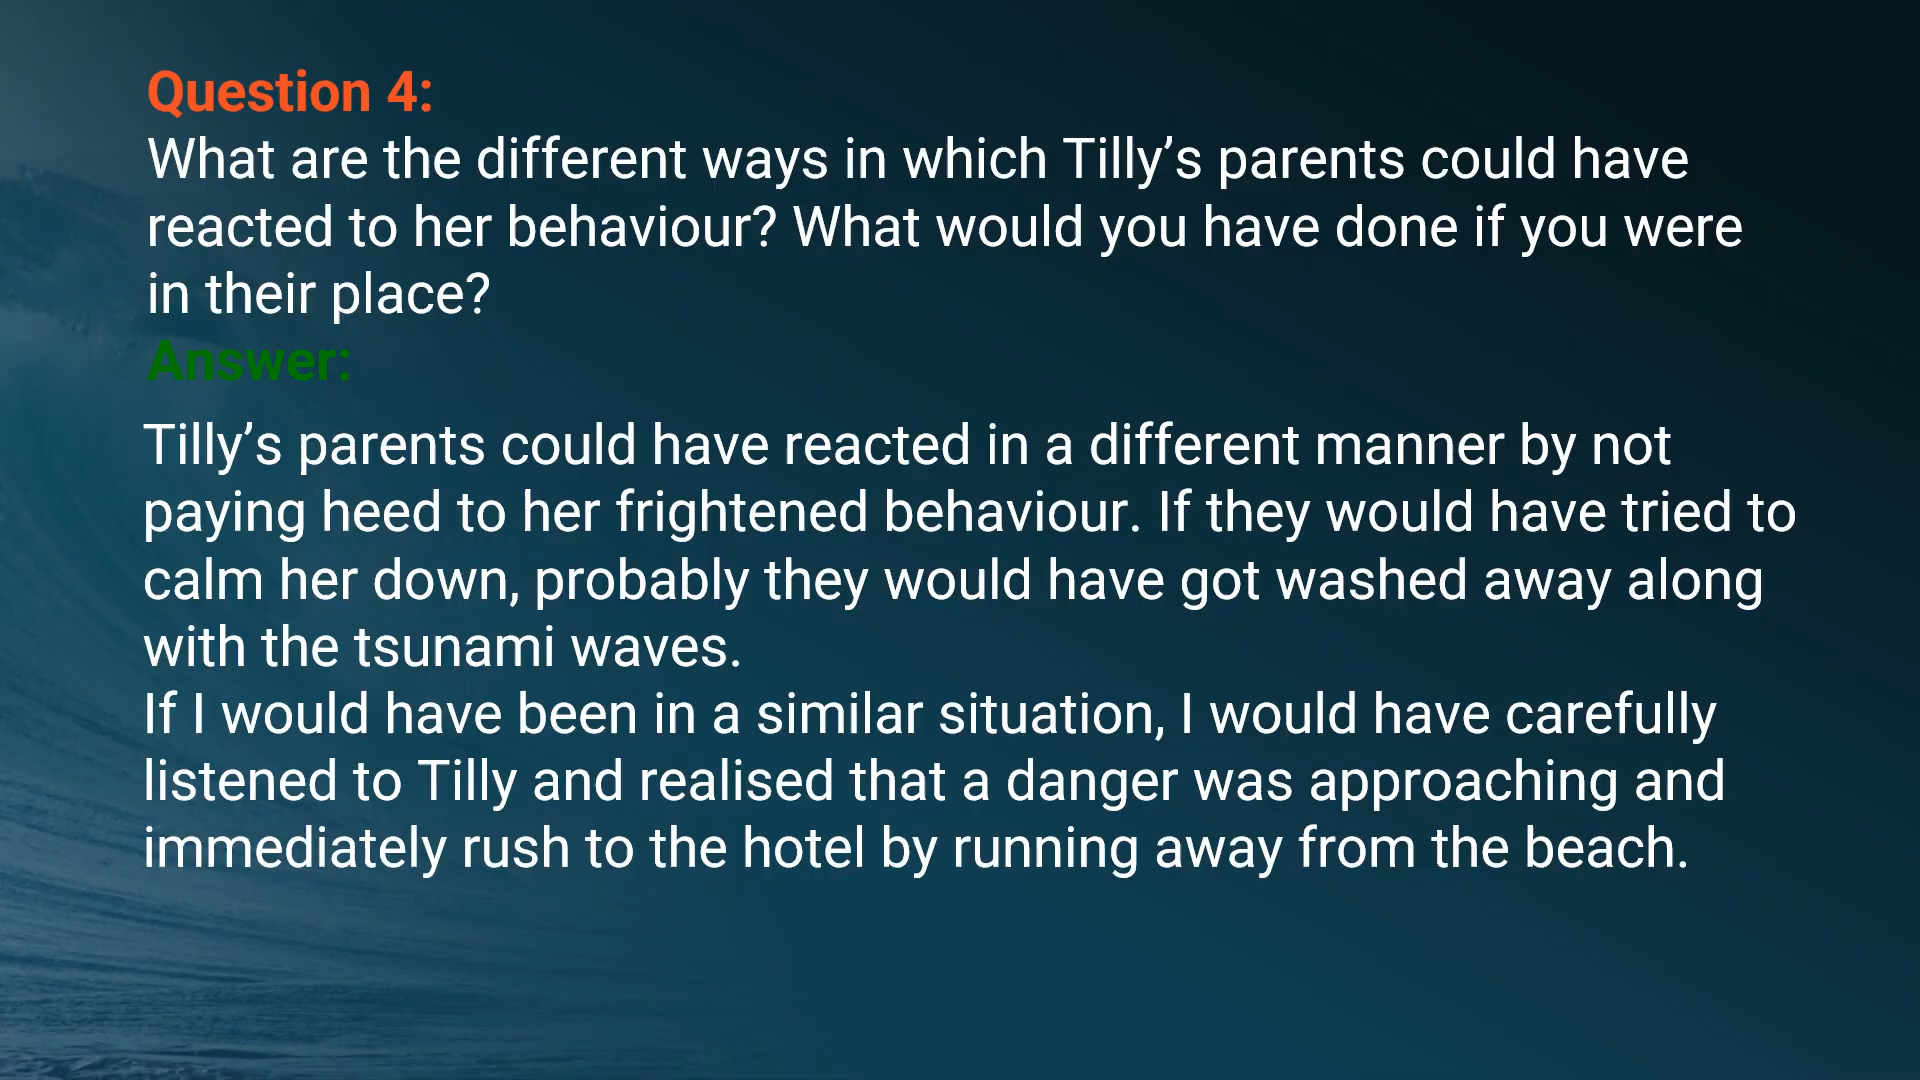 Question 4:
What are the different ways in which Tilly’s parents could have
reacted to her behaviour? What would you have done if you were
in their place?
Answer:
Tilly’s parents could have reacted in a different manner by not
paying heed to her frightened behaviour. If they would have tried to
calm her down, probably they would have got washed away along
with the tsunami waves.
If I would have been in a similar situation, I would have carefully
listened to Tilly and realised that a danger was approaching and
immediately rush to the hotel by running away from the beach.